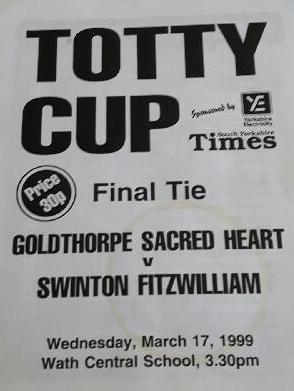 TOTTY
CUP
Sponsored by
YE
Yorkshire
Electricity
South Yorkshire
Times
Price
30p
Final Tie
GOLDTHORPE SACRED HEART
V
SWINTON FITZWILLIAM
Wednesday, March 17, 1999
Wath Central School, 3.30pm